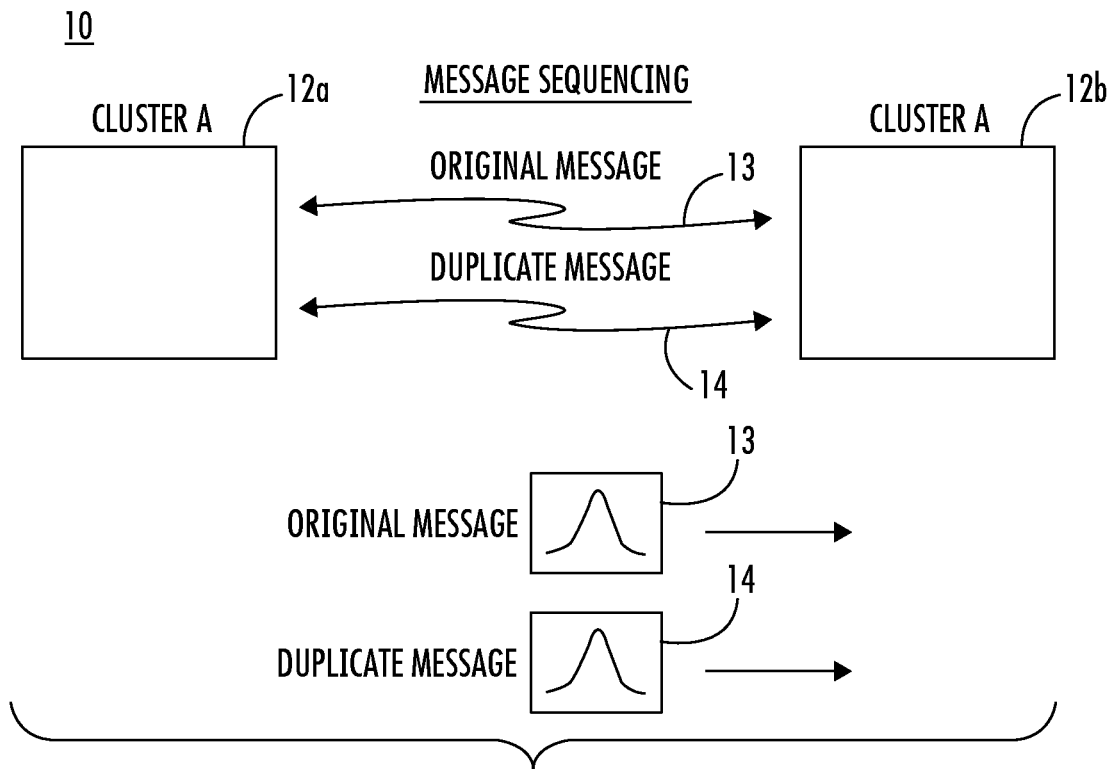 10
MESSAGE SEQUENCING
12a
12b
CLUSTER A
CLUSTER A
ORIGINAL MESSAGE
13
DUPLICATE MESSAGE
14
13
ORIGINAL MESSAGE
14
DUPLICATE MESSAGE